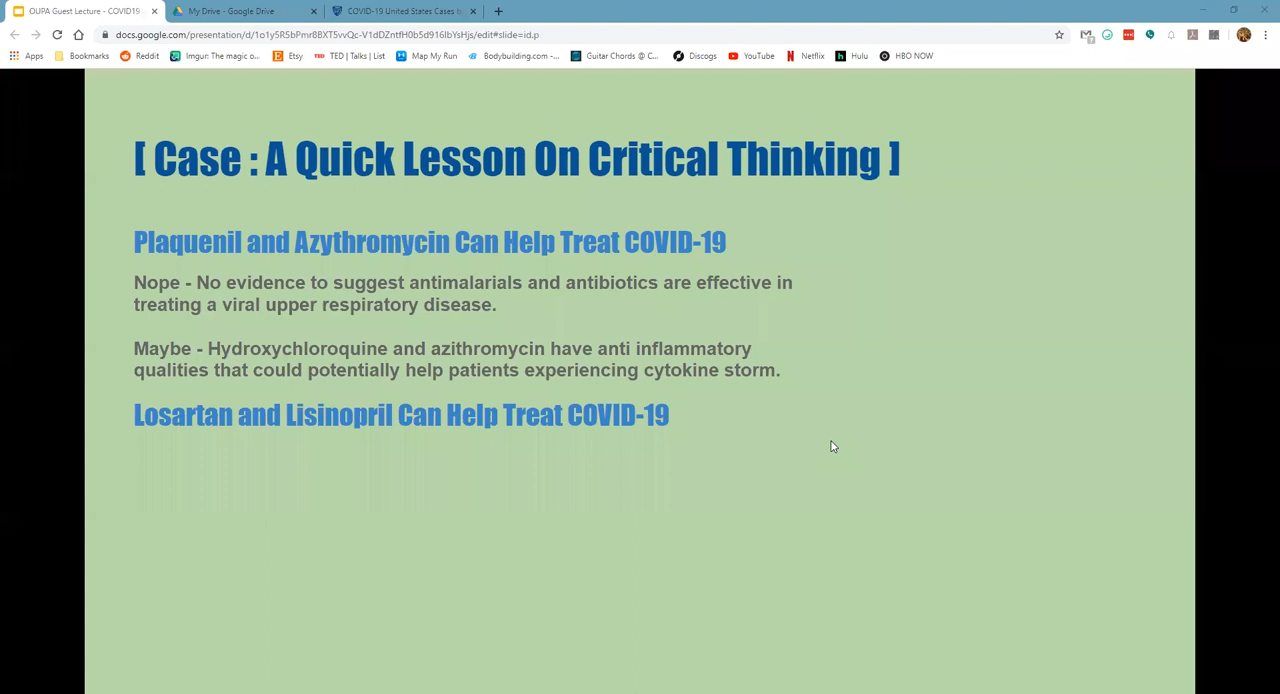 OUPA Guest Lecture - COVID19
My Drive - Google Drive
COVID-19 United States Cases b
docs.google.com/presentation/d/1o1y5R5bPmr8BXT5vvQc-V1dDZntfH0b5d916IbYsHjs/edit#slide=id.p
Apps Bookmarks Reddit Imgur: The magic o... Etsy TED | Talks | List Map My Run Bodybuilding.com -... Guitar Chords @ C... Discogs YouTube Netflix Hulu HBO NOW
[ Case : A Quick Lesson On Critical Thinking ]
Plaquenil and Azythromycin Can Help Treat COVID-19
Nope - No evidence to suggest antimalarials and antibiotics are effective in
treating a viral upper respiratory disease.
Maybe - Hydroxychloroquine and azithromycin have anti inflammatory
qualities that could potentially help patients experiencing cytokine storm.
Losartan and Lisinopril Can Help Treat COVID-19